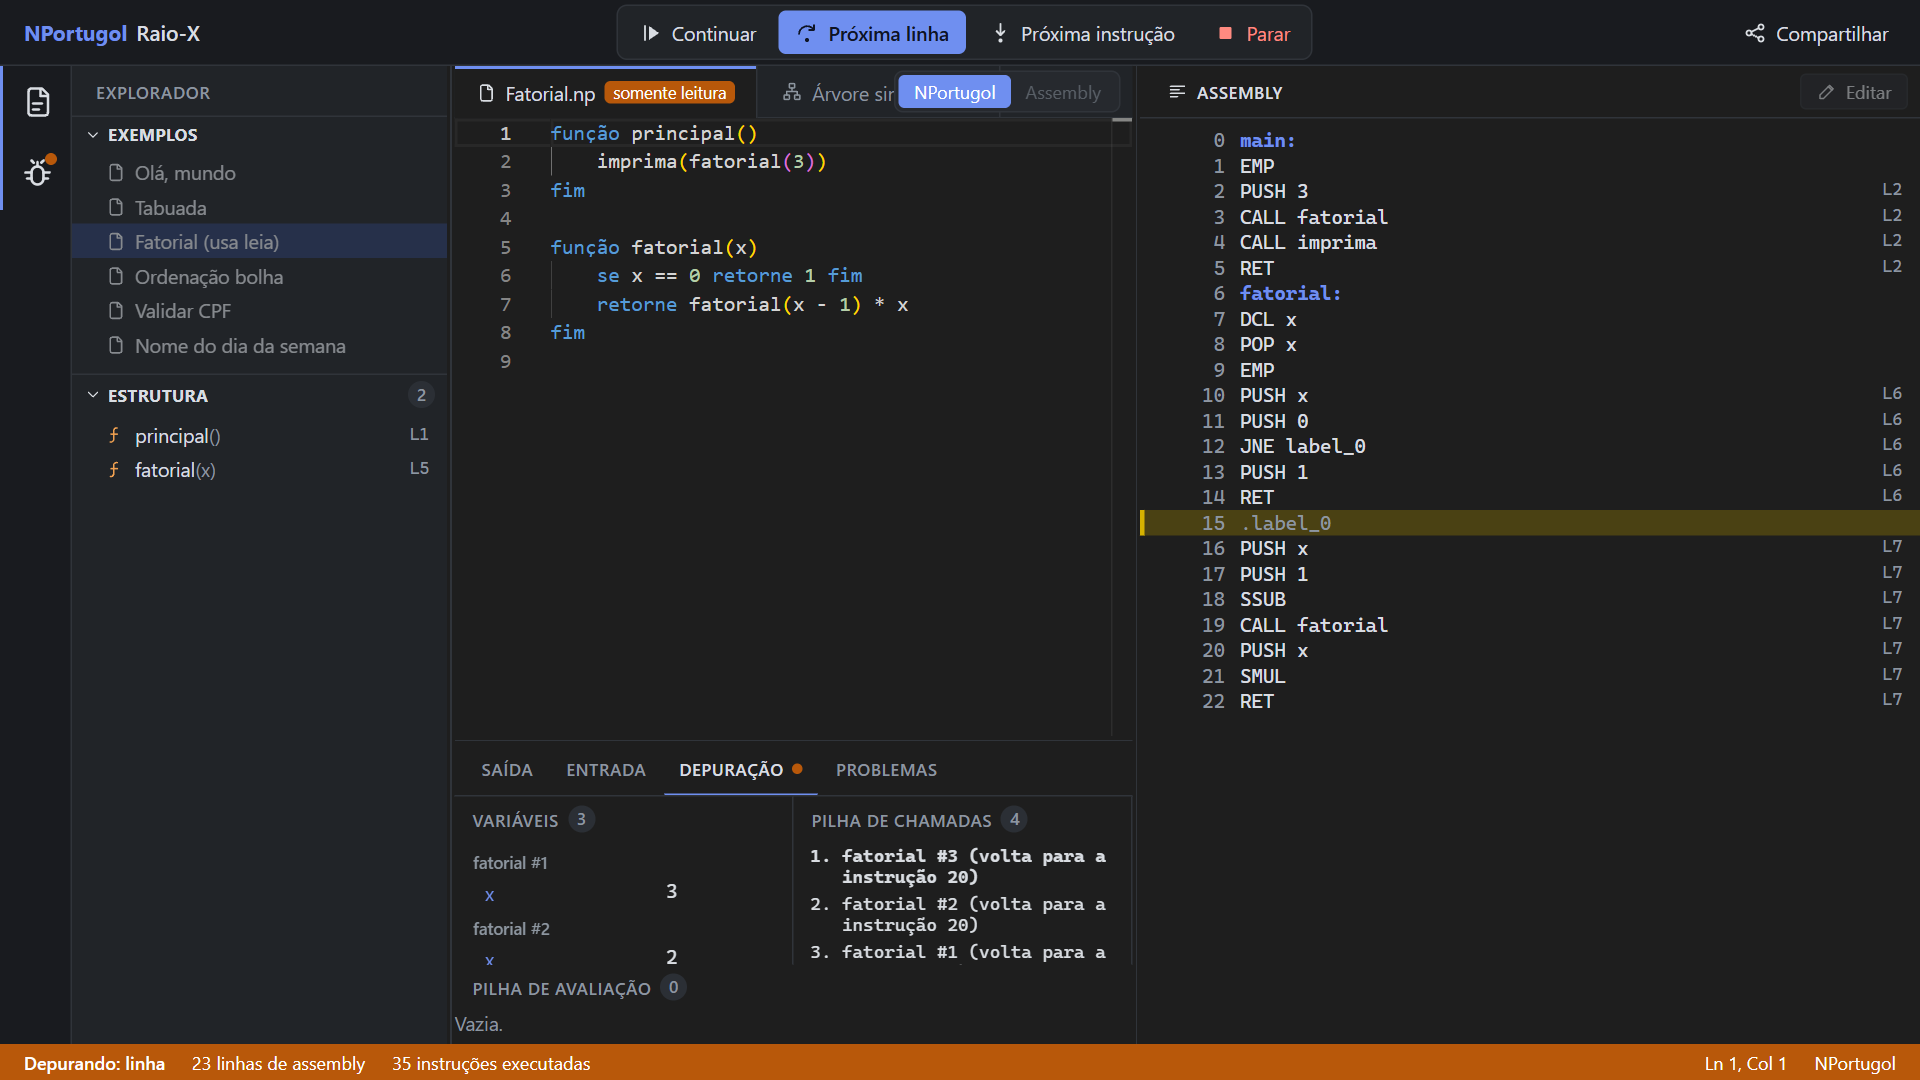 NPortugol Raio-X
Continuar
Próxima linha
Próxima instrução
Parar
Compartilhar
EXPLORADOR
EXEMPLOS
Olá, mundo
Tabuada
Fatorial (usa leia)
Ordenação bolha
Validar CPF
Nome do dia da semana
ESTRUTURA 2
principal() L1
fatorial(x) L5
Fatorial.np somente leitura
Árvore sin
NPortugol
Assembly
1 função principal()
2 imprima(fatorial(3))
3 fim
4
5 função fatorial(x)
6 se x == 0 retorne 1 fim
7 retorne fatorial(x - 1) * x
8 fim
9
SAÍDA
ENTRADA
DEPURAÇÃO
PROBLEMAS
VARIÁVEIS 3
fatorial #1
x 3
fatorial #2
x 2
PILHA DE CHAMADAS 4
1. fatorial #3 (volta para a
instrução 20)
2. fatorial #2 (volta para a
instrução 20)
3. fatorial #1 (volta para a
PILHA DE AVALIAÇÃO 0
Vazia.
ASSEMBLY
Editar
0 main:
1 EMP
2 PUSH 3 L2
3 CALL fatorial L2
4 CALL imprima L2
5 RET L2
6 fatorial:
7 DCL x
8 POP x
9 EMP
10 PUSH x L6
11 PUSH 0 L6
12 JNE label_0 L6
13 PUSH 1 L6
14 RET L6
15 .label_0
16 PUSH x L7
17 PUSH 1 L7
18 SSUB L7
19 CALL fatorial L7
20 PUSH x L7
21 SMUL L7
22 RET L7
Depurando: linha
23 linhas de assembly
35 instruções executadas
Ln 1, Col 1
NPortugol